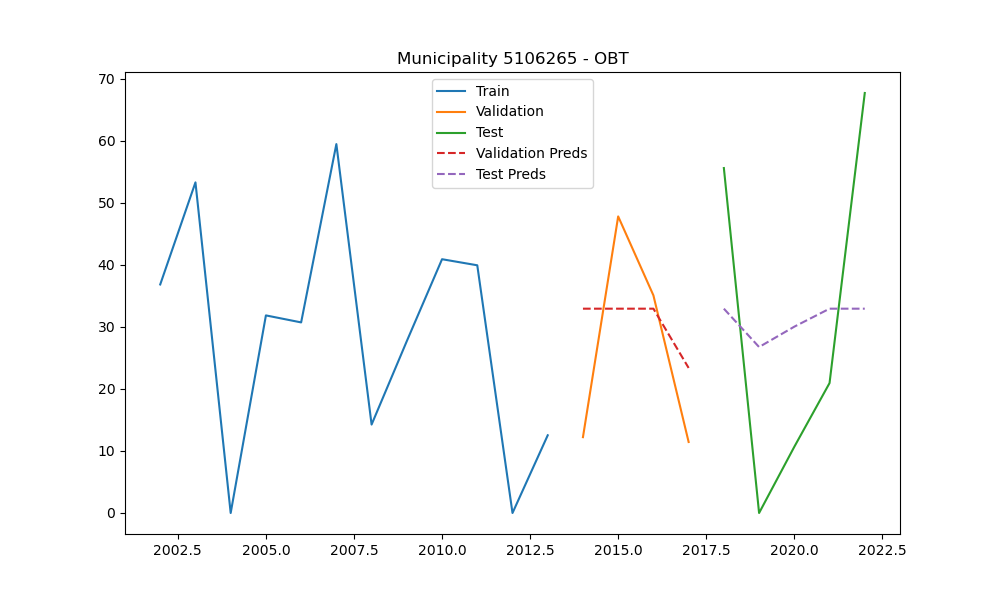 Municipality 5106265 - OBT
Train
Validation
Test
Validation Preds
Test Preds
70
60
50
40
30
20
10
0
2002.5 2005.0 2007.5 2010.0 2012.5 2015.0 2017.5 2020.0 2022.5